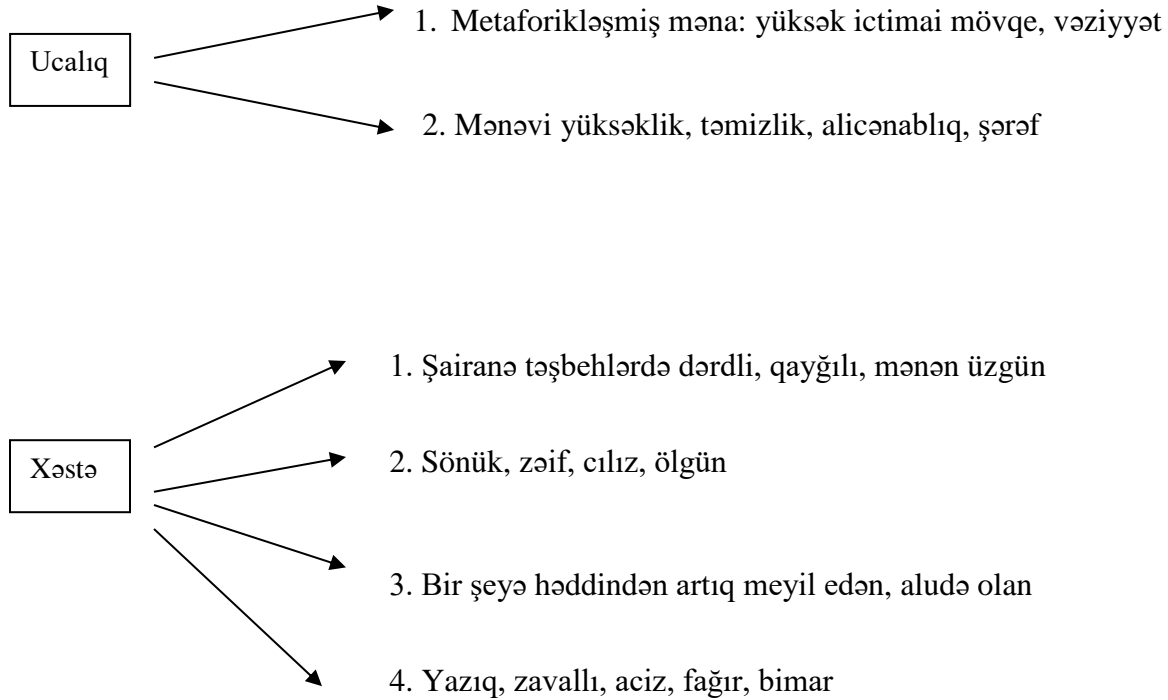 1. Metaforikləşmiş məna: yüksək ictimai mövqe, vəziyyət
Ucalıq
2. Mənəvi yüksəklik, təmizlik, alicənablıq, şərəf
1. Şairanə təşbehlərdə dərdli, qayğılı, mənən üzgün
Xəstə
2. Sönük, zəif, cılız, ölgün
3. Bir şeyə həddindən artıq meyil edən, aludə olan
4. Yazıq, zavallı, aciz, fağır, bimar